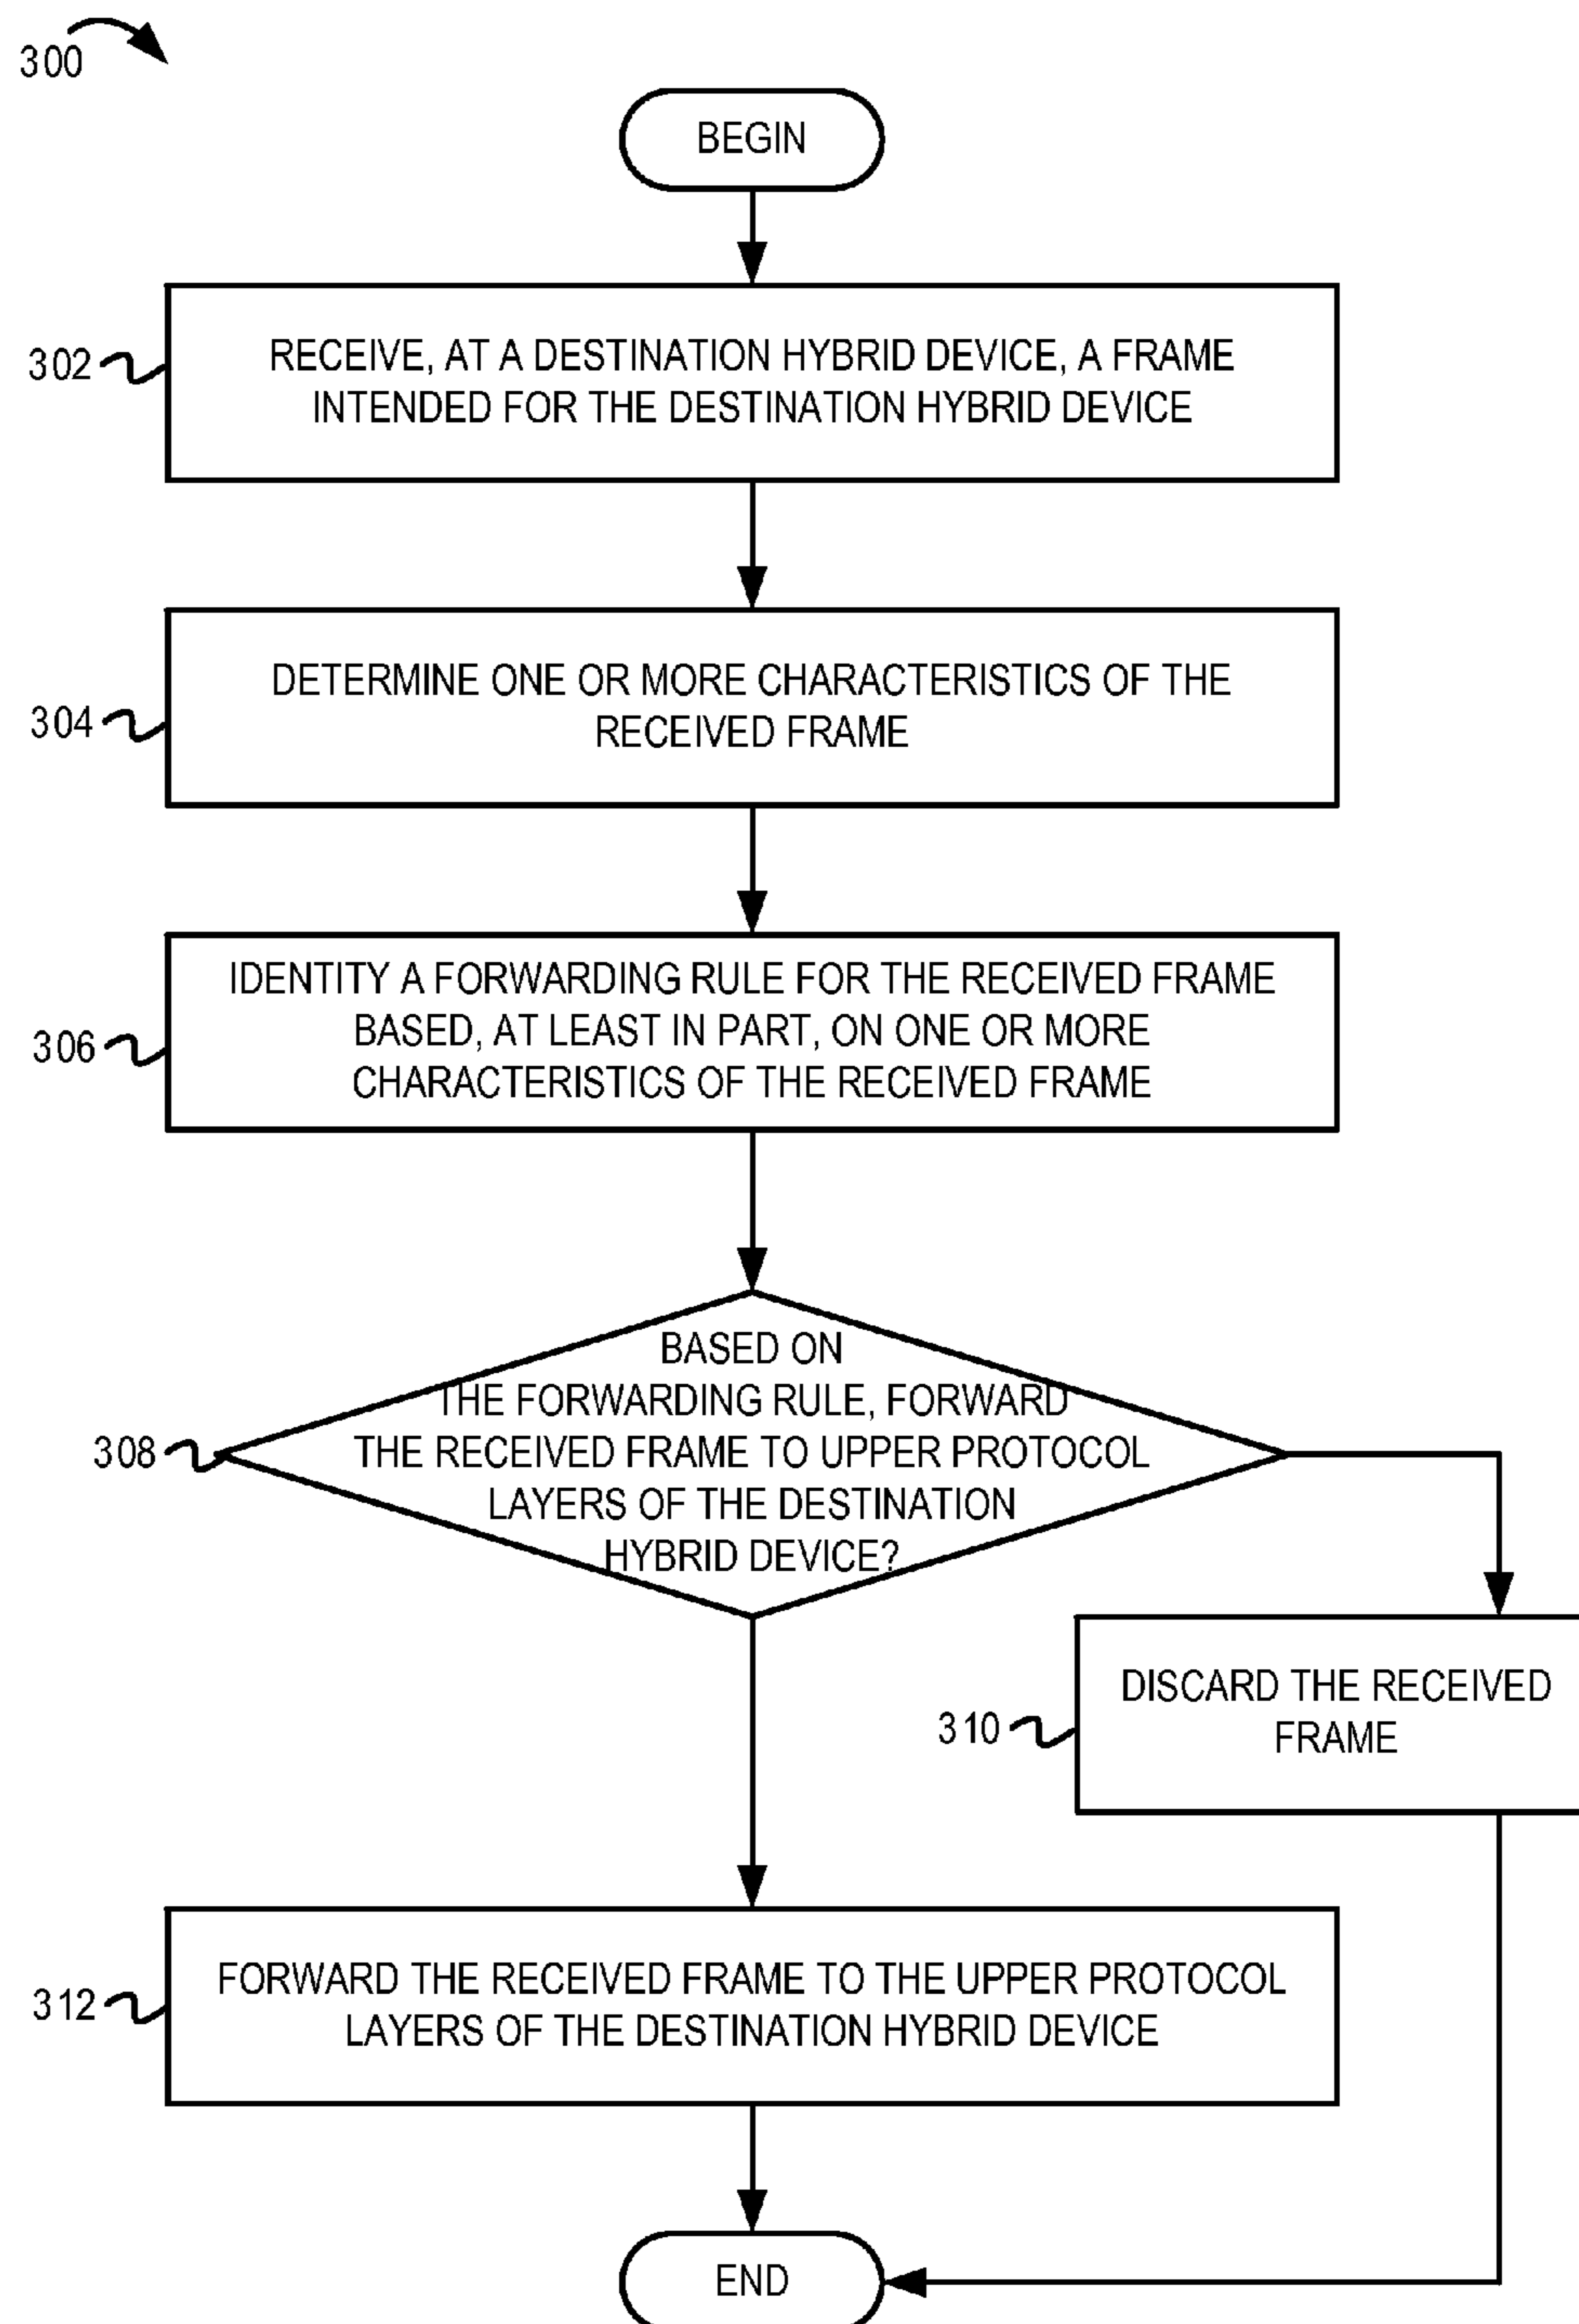 300
BEGIN
302
RECEIVE, AT A DESTINATION HYBRID DEVICE, A FRAME
INTENDED FOR THE DESTINATION HYBRID DEVICE
304
DETERMINE ONE OR MORE CHARACTERISTICS OF THE
RECEIVED FRAME
306
IDENTITY A FORWARDING RULE FOR THE RECEIVED FRAME
BASED, AT LEAST IN PART, ON ONE OR MORE
CHARACTERISTICS OF THE RECEIVED FRAME
308
BASED ON
THE FORWARDING RULE, FORWARD
THE RECEIVED FRAME TO UPPER PROTOCOL
LAYERS OF THE DESTINATION
HYBRID DEVICE?
310
DISCARD THE RECEIVED
FRAME
312
FORWARD THE RECEIVED FRAME TO THE UPPER PROTOCOL
LAYERS OF THE DESTINATION HYBRID DEVICE
END